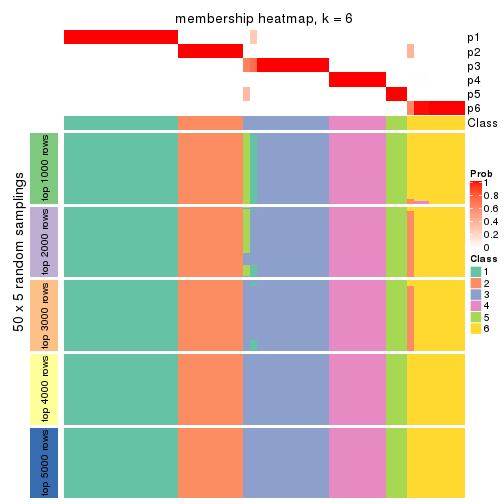 membership heatmap, k = 6
p1
p2
p3
p4
p5
p6
Class
50 x 5 random samplings
top 1000 rows
top 2000 rows
top 3000 rows
top 4000 rows
top 5000 rows
Prob
1
0.8
0.6
0.4
0.2
0
Class
1
2
3
4
5
6